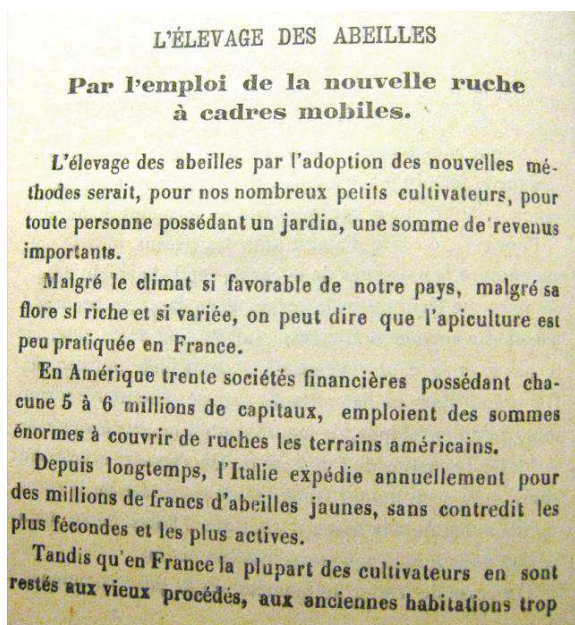 L'ÉLEVAGE DES ABEILLES
Par l'emploi de la nouvelle ruche
à cadres mobiles.
L'élevage des abeilles par l'adoption des nouvelles mé-
thodes serait, pour nos nombreux petits cultivateurs, pour
toute personne possédant un jardin, une somme de revenus
importants.
Malgré le climat si favorable de notre pays, malgré sa
flore si riche et si variée, on peut dire que l'apiculture est
peu pratiquée en France.
En Amérique trente sociétés financières possédant cha-
cune 5 à 6 millions de capitaux, emploient des sommes
énormes à couvrir de ruches les terrains américains.
Depuis longtemps, l'Italie expédie annuellement pour
des millions de francs d'abeilles jaunes, sans contredit les
plus fécondes et les plus actives.
Tandis qu'en France la plupart des cultivateurs en sont
restés aux vieux procédés, aux anciennes habitations trop